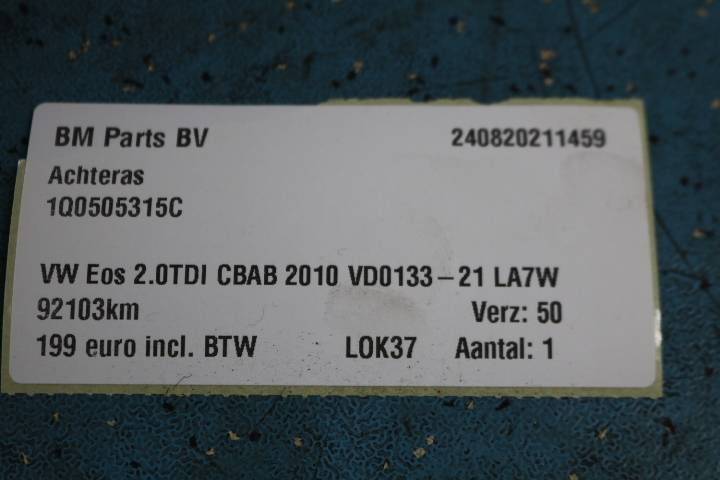 BM Parts BV 240820211459
Achteras
1Q0505315C
VW Eos 2.0TDI CBAB 2010 VD0133-21 LA7W
92103km Verz: 50
199 euro incl. BTW LOK37 Aantal: 1